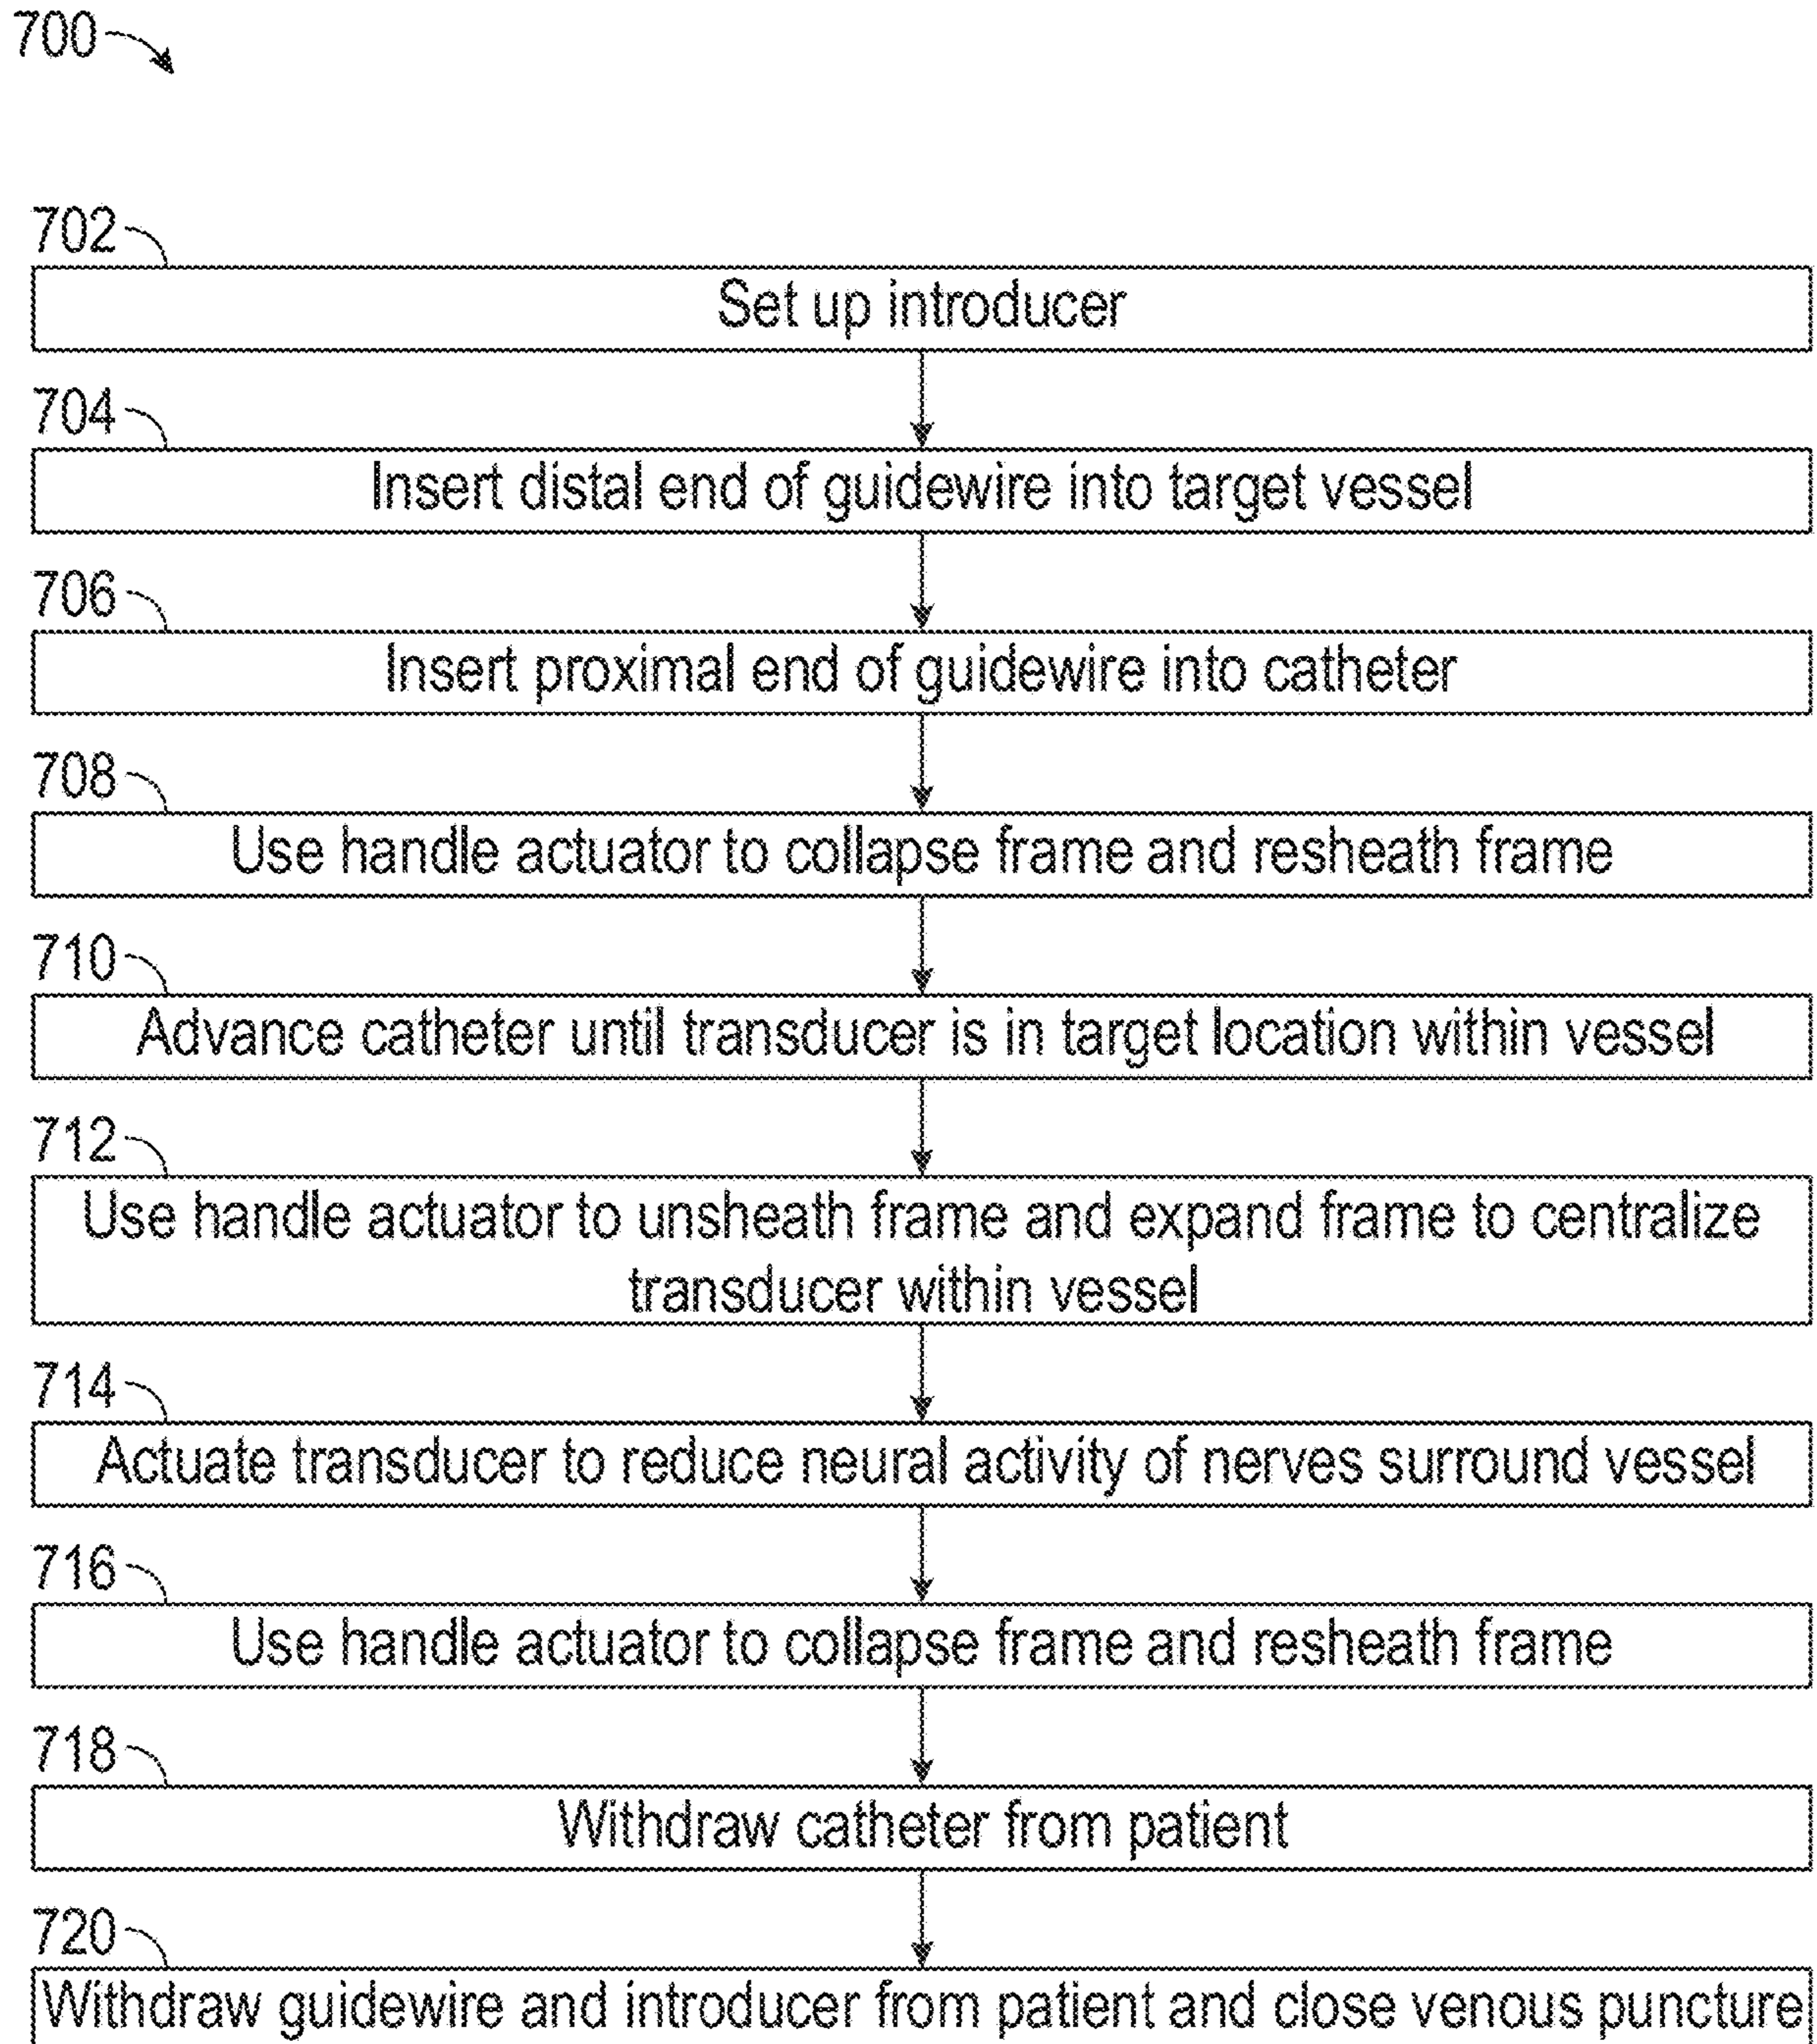 700
702
Set up introducer
704
Insert distal end of guidewire into target vessel
706
Insert proximal end of guidewire into catheter
708
Use handle actuator to collapse frame and resheath frame
710
Advance catheter until transducer is in target location within vessel
712
Use handle actuator to unsheath frame and expand frame to centralize
transducer within vessel
714
Actuate transducer to reduce neural activity of nerves surround vessel
716
Use handle actuator to collapse frame and resheath frame
718
Withdraw catheter from patient
720
Withdraw guidewire and introducer from patient and close venous puncture